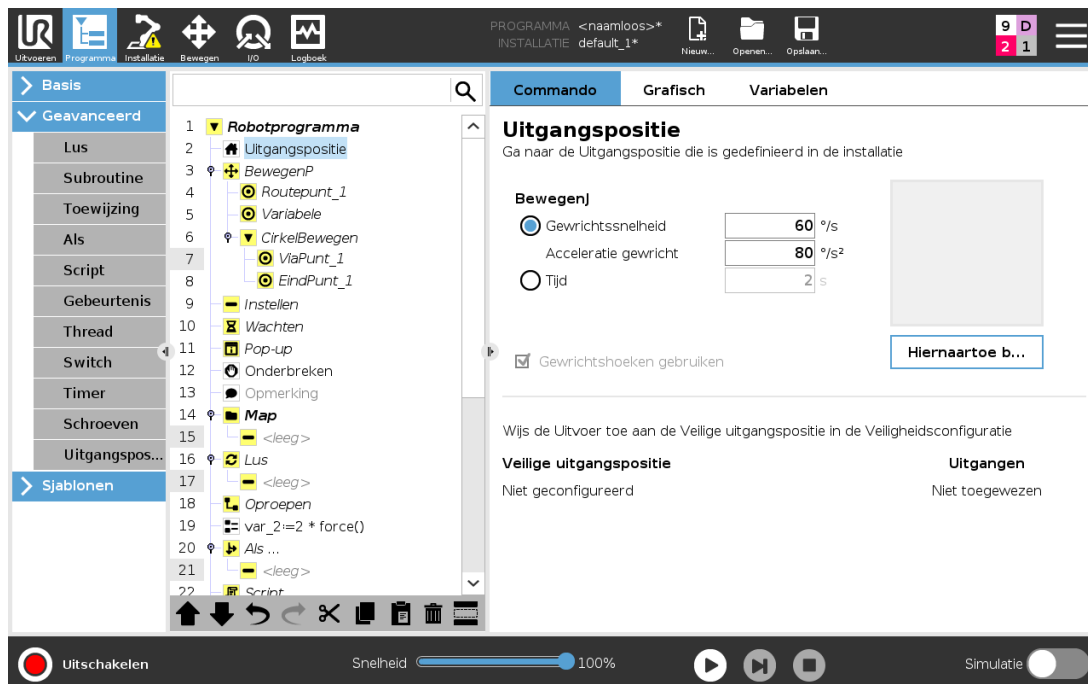 Uitvoeren
Programma
Installatie
Bewegen
I/O
Logboek
PROGRAMMA <naamloos>*
INSTALLATIE default_1*
Nieuw...
Openen...
Opslaan...
9 D
2 1
Basis
Geavanceerd
Lus
Subroutine
Toewijzing
Als
Script
Gebeurtenis
Thread
Switch
Timer
Schroeven
Uitgangspos...
Sjablonen
1 Robotprogramma
2 Uitgangspositie
3 BewegenP
4 Routepunt_1
5 Variabele
6 CirkelBewegen
7 ViaPunt_1
8 EindPunt_1
9 Instellen
10 Wachten
11 Pop-up
12 Onderbreken
13 Opmerking
14 Map
15 <leeg>
16 Lus
17 <leeg>
18 Oproepen
19 var_2:=2 * force()
20 Als ...
21 <leeg>
22 Script
Commando
Grafisch
Variabelen
Uitgangspositie
Ga naar de Uitgangspositie die is gedefinieerd in de installatie
BewegenJ
Gewrichtssnelheid 60 °/s
Acceleratie gewricht 80 °/s²
Tijd 2 s
Gewrichtshoeken gebruiken
Hiernaartoe b...
Wijs de Uitvoer toe aan de Veilige uitgangspositie in de Veiligheidsconfiguratie
Veilige uitgangspositie Uitgangen
Niet geconfigureerd Niet toegewezen
Uitschakelen
Snelheid 100%
Simulatie